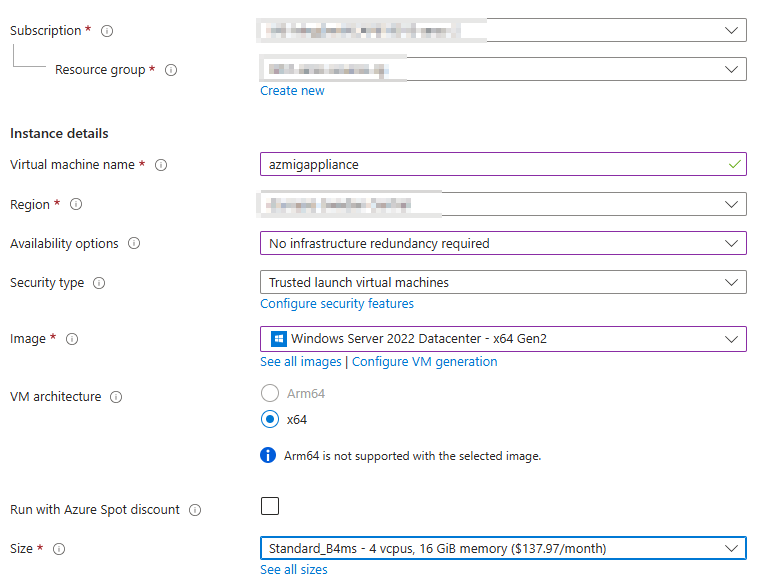 Subscription *
Resource group *
Create new
Instance details
Virtual machine name * azmigappliance
Region *
Availability options No infrastructure redundancy required
Security type Trusted launch virtual machines
Configure security features
Image * Windows Server 2022 Datacenter - x64 Gen2
See all images | Configure VM generation
VM architecture Arm64
x64
Arm64 is not supported with the selected image.
Run with Azure Spot discount
Size * Standard_B4ms - 4 vcpus, 16 GiB memory ($137.97/month)
See all sizes